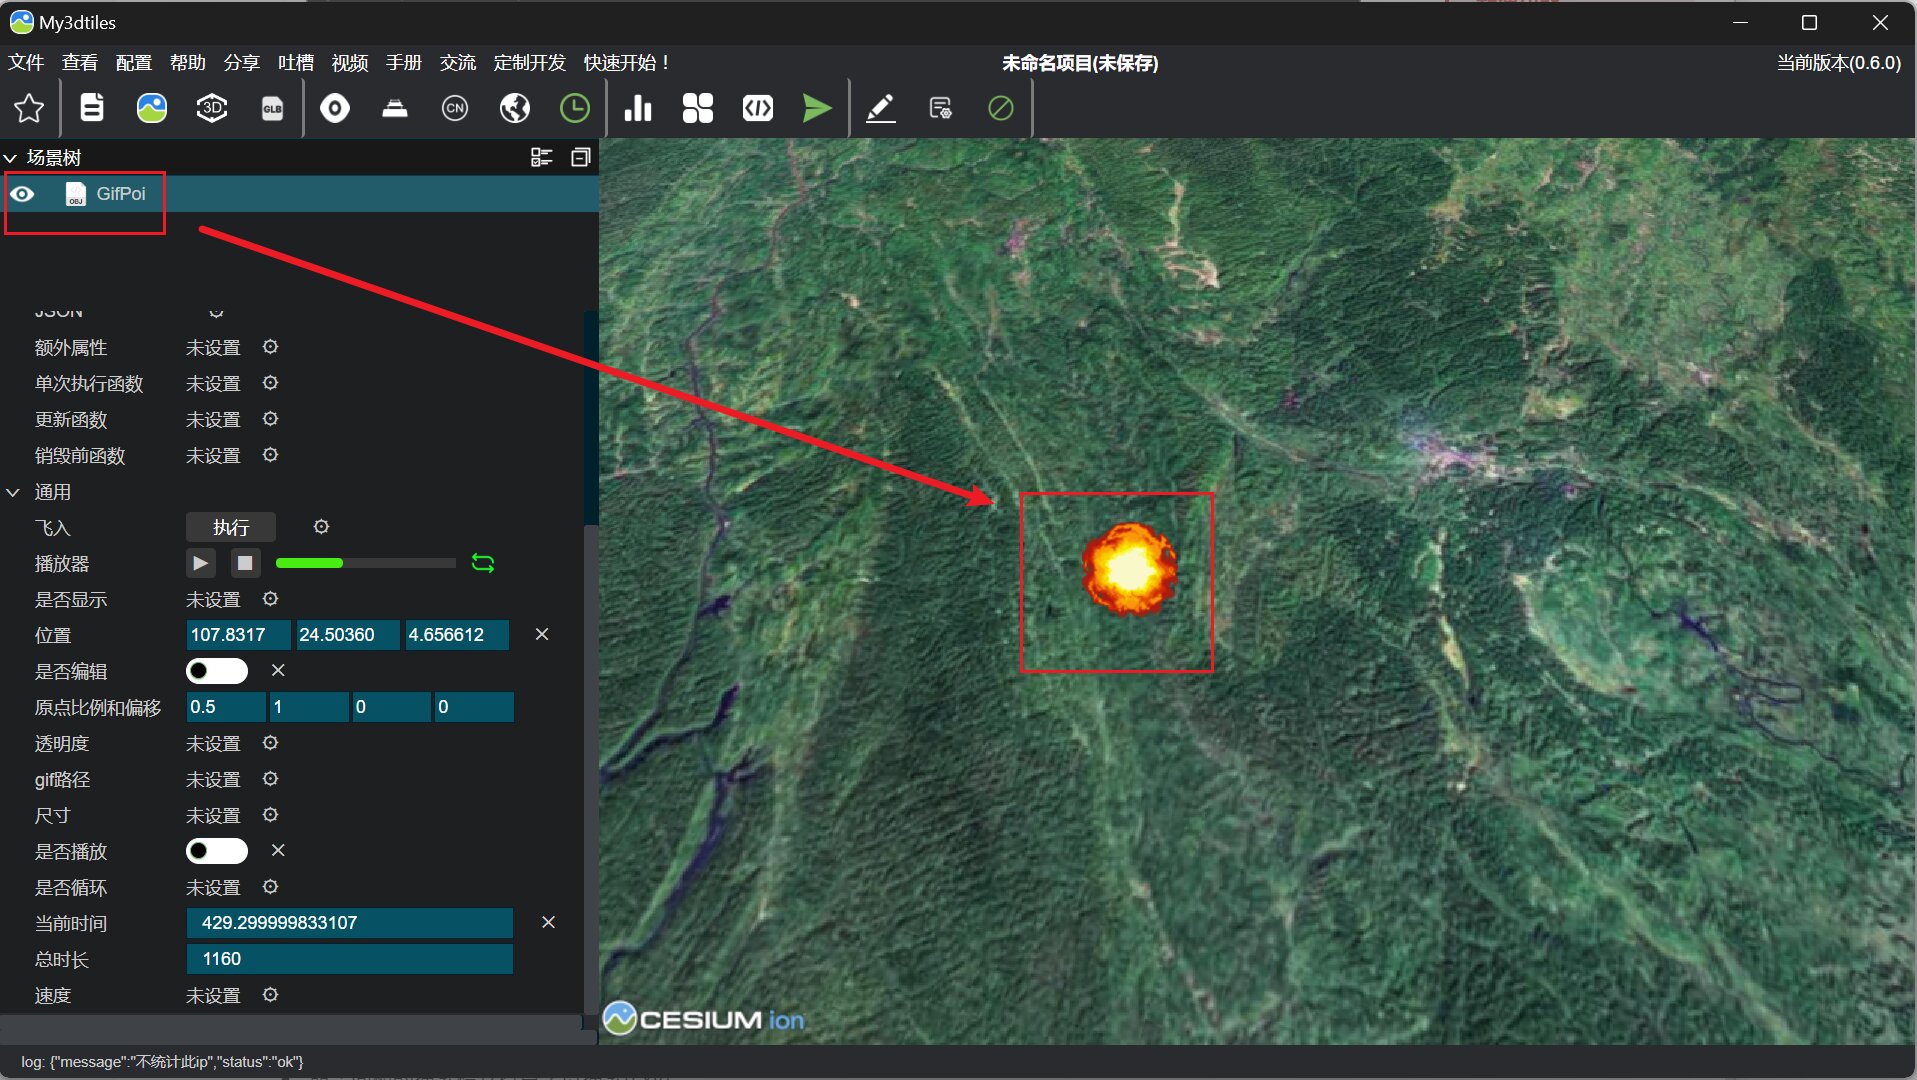 My3dtiles
文件 查看 配置 帮助 分享 吐槽 视频 手册 交流 定制开发 快速开始！ 未命名项目(未保存) 当前版本(0.6.0)
3D GLB CN
场景树
OBJ GifPoi
JSON
额外属性 未设置
单次执行函数 未设置
更新函数 未设置
销毁前函数 未设置
通用
飞入 执行
播放器
是否显示 未设置
位置 107.8317 24.50360 4.656612
是否编辑
原点比例和偏移 0.5 1 0 0
透明度 未设置
gif路径 未设置
尺寸 未设置
是否播放
是否循环 未设置
当前时间 429.299999833107
总时长 1160
速度 未设置
CESIUM ion
log: {"message":"不统计此ip","status":"ok"}